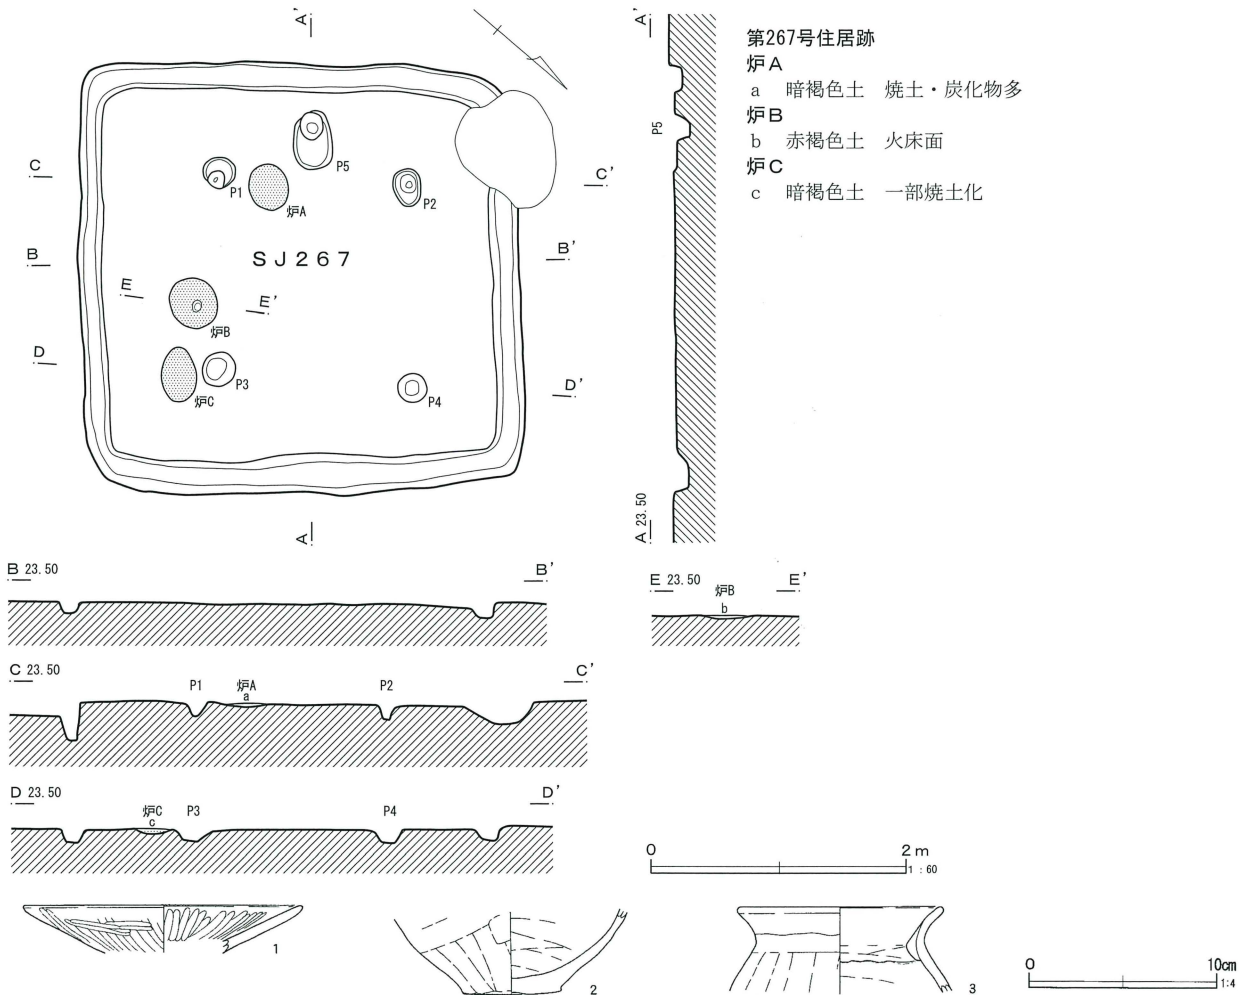 A'
A'
第267号住居跡
炉A
a 暗褐色土 焼土・炭化物多
炉B
b 赤褐色土 火床面
炉C
c 暗褐色土 一部焼土化
P5
P5
C
C'
P1
炉A
P2
B
SJ267
B'
E
E'
炉B
D
D'
P3
炉C
P4
A
A 23.50
B 23.50
B'
E 23.50
E'
炉B
b
C 23.50
C'
P1
炉A
a
P2
D 23.50
D'
炉C
c
P3
P4
0
2m
1:60
1
2
3
0
10cm
1:4